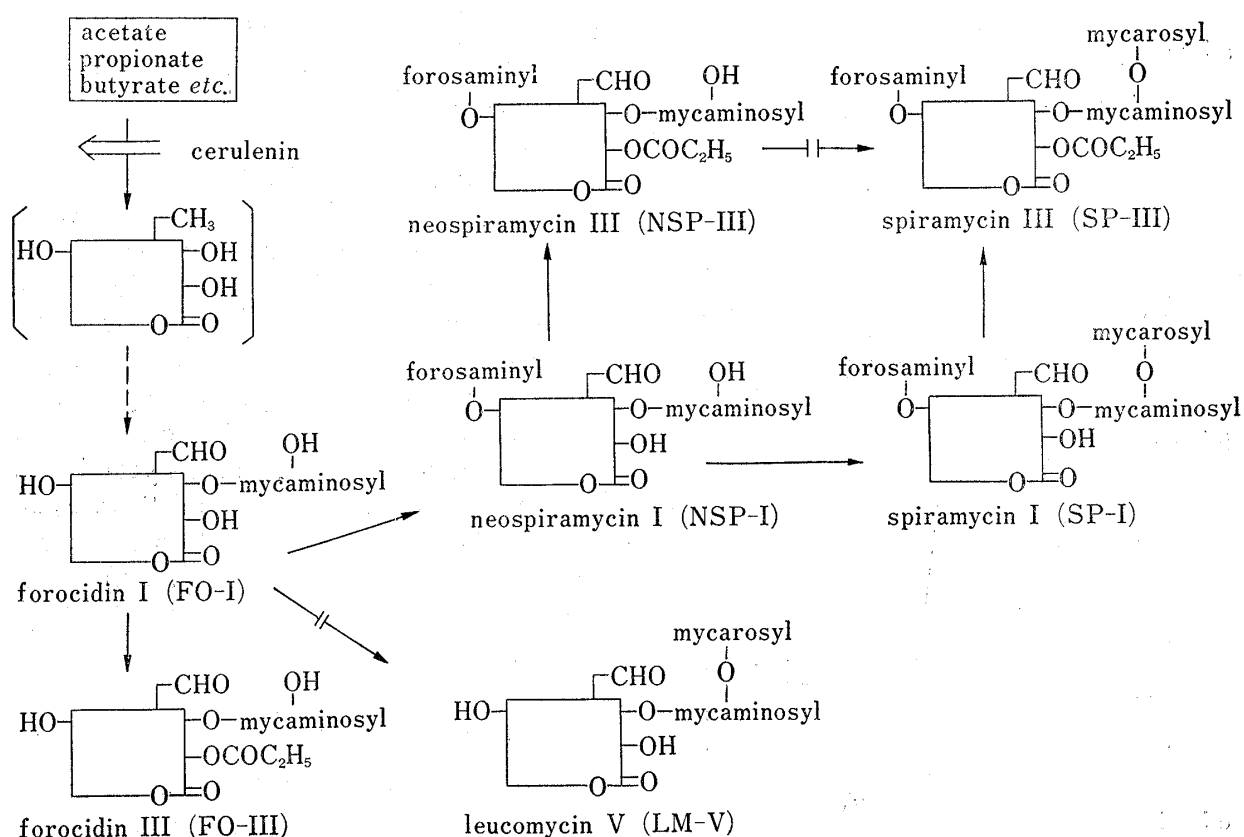 acetate
propionate
butyrate etc.
cerulenin
CH₃
HO
OH
OH
O
O
CHO
OH
HO
O
mycaminosyl
OH
O
O
forocidin I (FO-I)
CHO
OH
HO
O
mycaminosyl
OCOC₂H₅
O
O
forocidin III (FO-III)
forosaminyl
CHO
OH
O
O
mycaminosyl
OCOC₂H₅
O
O
neospiramycin III (NSP-III)
mycarosyl
forosaminyl
CHO
O
O
O
mycaminosyl
OCOC₂H₅
O
O
spiramycin III (SP-III)
forosaminyl
CHO
OH
O
O
mycaminosyl
OH
O
O
neospiramycin I (NSP-I)
mycarosyl
forosaminyl
CHO
O
O
O
mycaminosyl
OH
O
O
spiramycin I (SP-I)
mycarosyl
CHO
O
HO
O
mycaminosyl
OH
O
O
leucomycin V (LM-V)